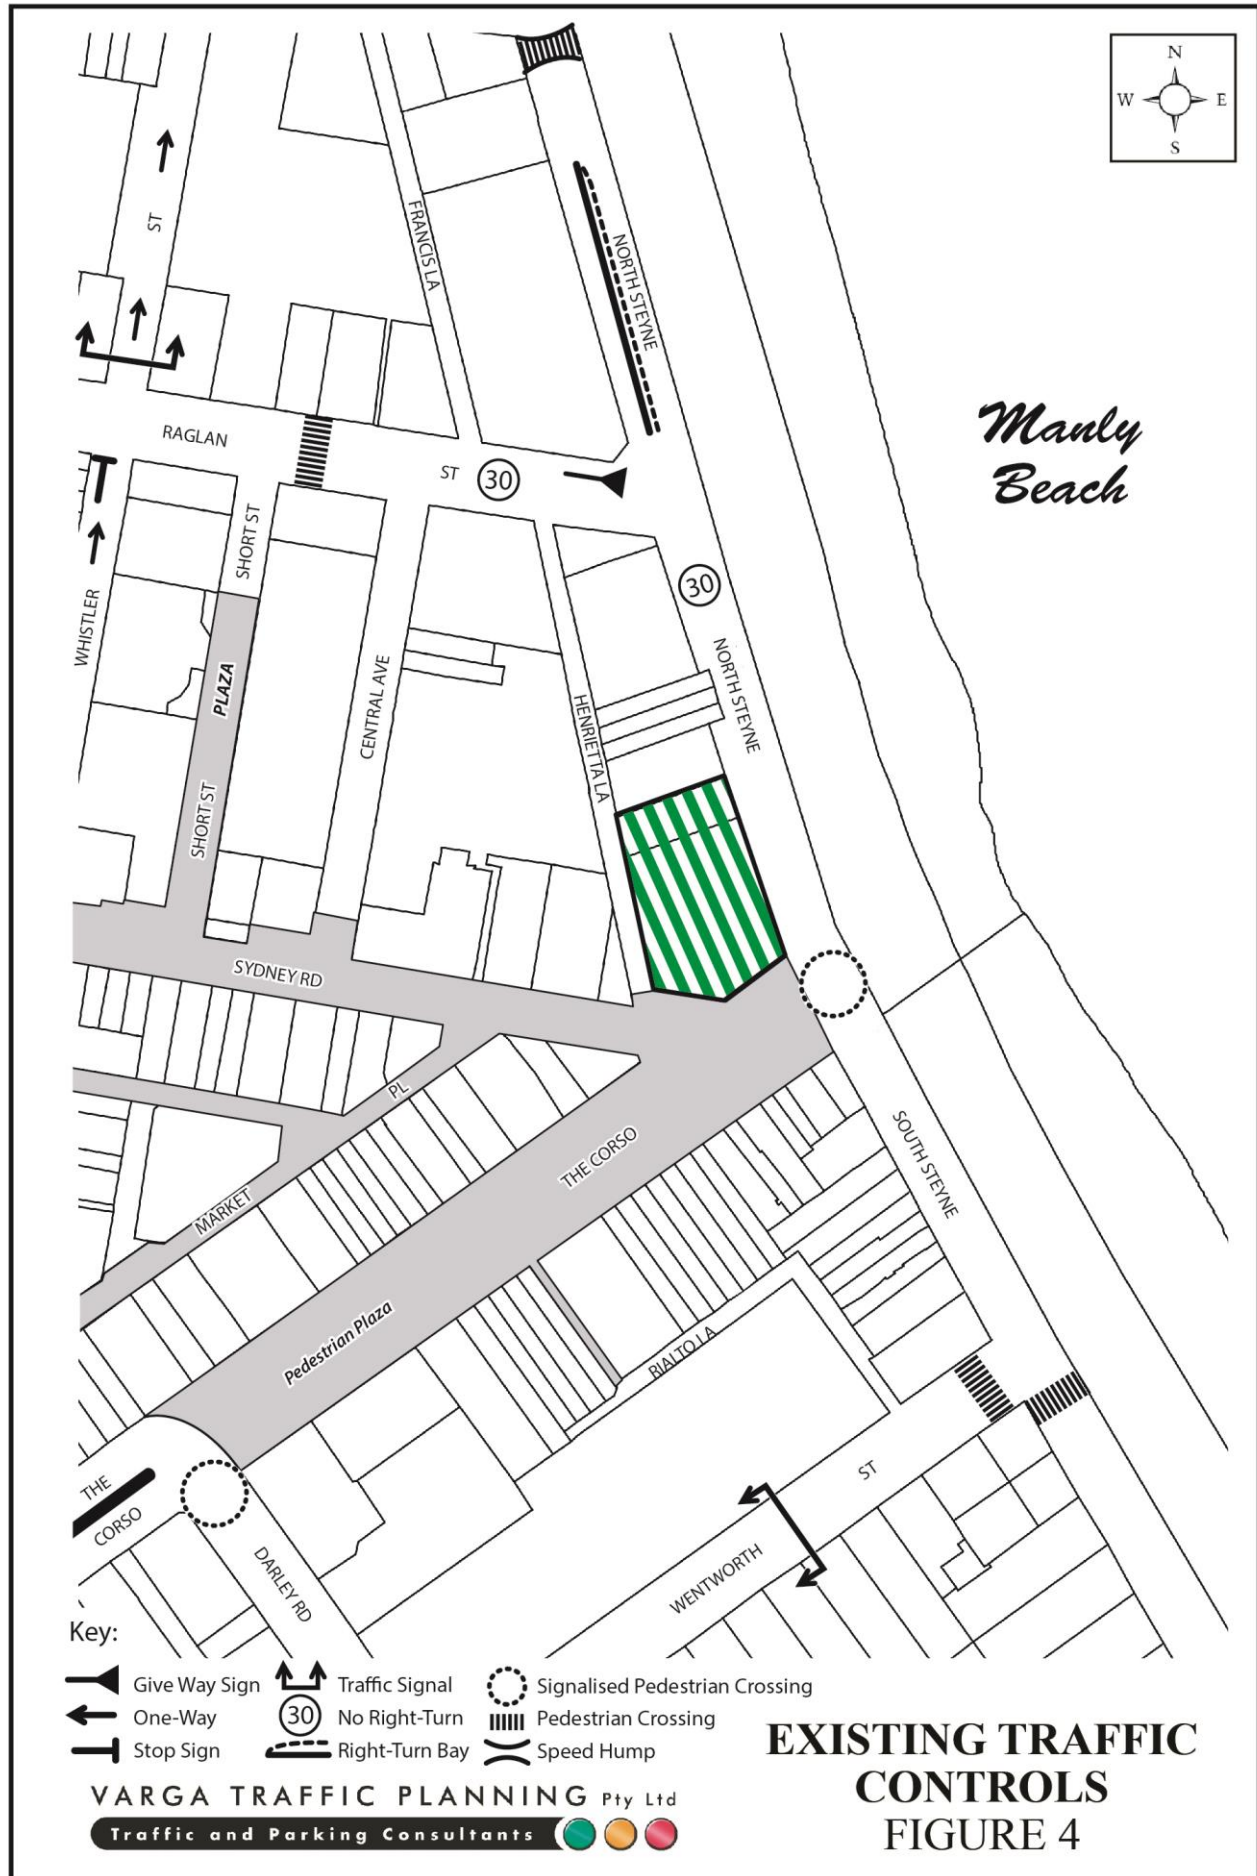 N
W E
S
ST
FRANCIS LA
NORTH STEYNE
Manly
Beach
RAGLAN
ST
30
SHORT ST
WHISTLER
30
NORTH STEYNE
PLAZA
CENTRAL AVE
HENRIETTA LA
SHORT ST
SYDNEY RD
PL
MARKET
THE CORSO
SOUTH STEYNE
Pedestrian Plaza
RIALTO LA
THE
CORSO
ST
WENTWORTH
DARLEY RD
Key:
Give Way Sign
Traffic Signal
Signalised Pedestrian Crossing
One-Way
30
No Right-Turn
Pedestrian Crossing
Stop Sign
Right-Turn Bay
Speed Hump
EXISTING TRAFFIC
CONTROLS
FIGURE 4
VARGA TRAFFIC PLANNING Pty Ltd
Traffic and Parking Consultants